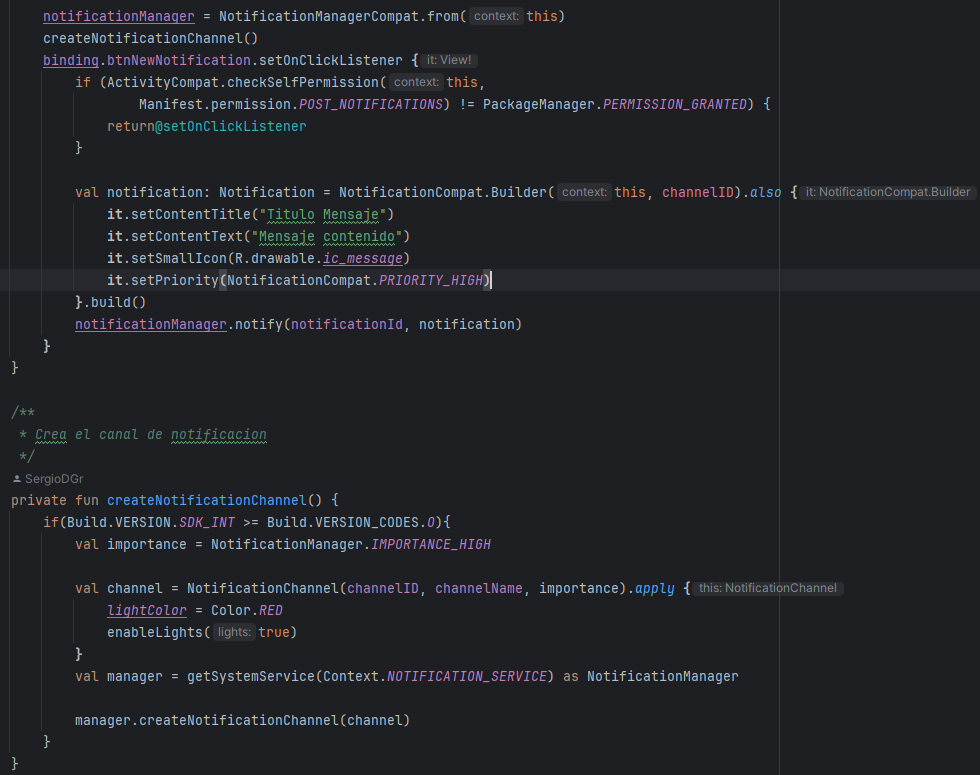 notificationManager = NotificationManagerCompat.from( context: this)
createNotificationChannel()
binding.btnNewNotification.setOnClickListener { it: View!
if (ActivityCompat.checkSelfPermission( context: this,
Manifest.permission.POST_NOTIFICATIONS) != PackageManager.PERMISSION_GRANTED) {
return@setOnClickListener
}
val notification: Notification = NotificationCompat.Builder( context: this, channelID).also { it: NotificationCompat.Builder
it.setContentTitle("Titulo Mensaje")
it.setContentText("Mensaje contenido")
it.setSmallIcon(R.drawable.ic_message)
it.setPriority(NotificationCompat.PRIORITY_HIGH)
}.build()
notificationManager.notify(notificationId, notification)
}
}
/**
* Crea el canal de notificacion
*/
SergioDGr
private fun createNotificationChannel() {
if(Build.VERSION.SDK_INT >= Build.VERSION_CODES.O){
val importance = NotificationManager.IMPORTANCE_HIGH
val channel = NotificationChannel(channelID, channelName, importance).apply { this: NotificationChannel
lightColor = Color.RED
enableLights( lights: true)
}
val manager = getSystemService(Context.NOTIFICATION_SERVICE) as NotificationManager
manager.createNotificationChannel(channel)
}
}